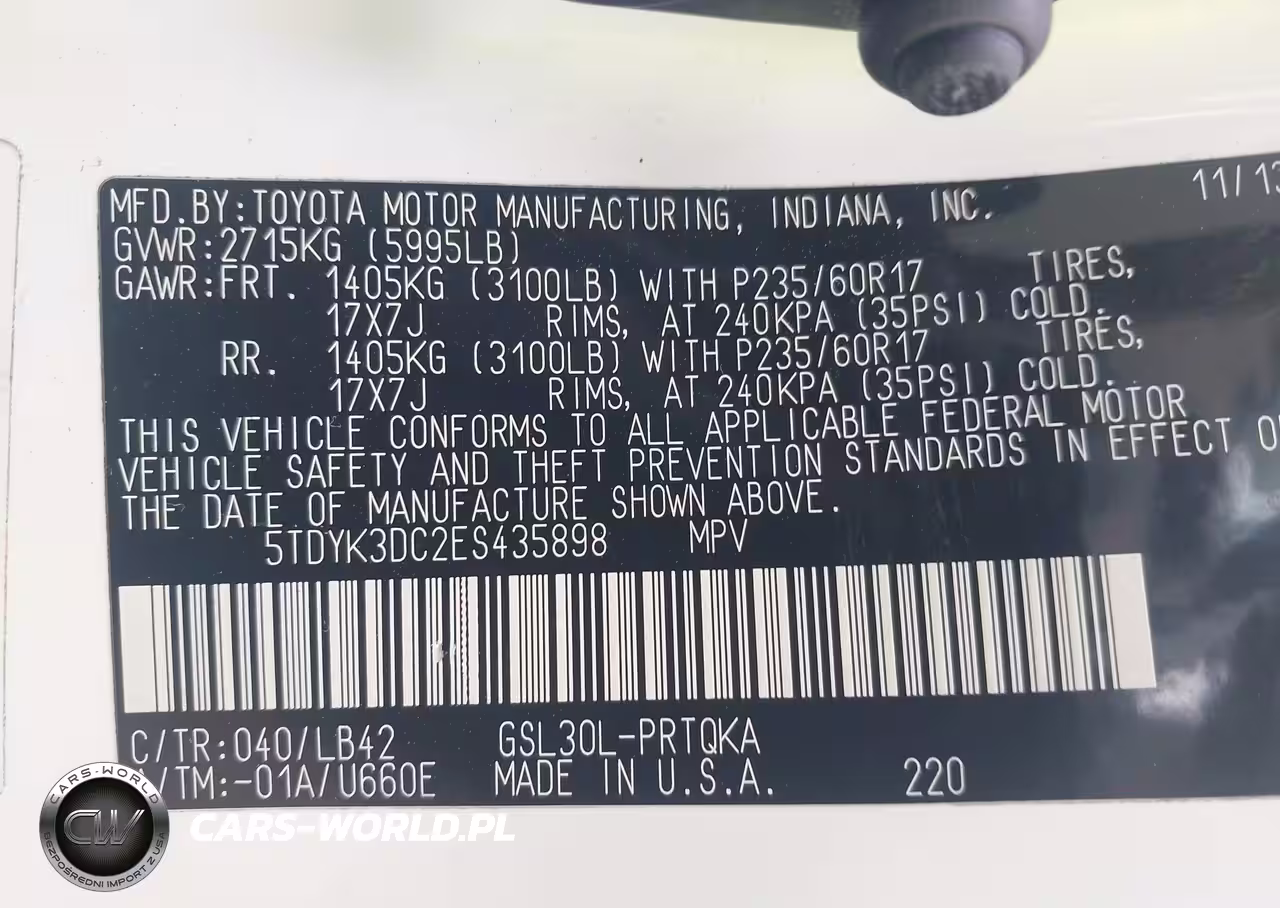 11/13
MFD.BY:TOYOTA MOTOR MANUFACTURING, INDIANA, INC.
GVWR:2715KG (5995LB)
GAWR:FRT. 1405KG (3100LB) WITH P235/60R17 TIRES,
17X7J RIMS, AT 240KPA (35PSI) COLD.
RR. 1405KG (3100LB) WITH P235/60R17 TIRES,
17X7J RIMS, AT 240KPA (35PSI) COLD.
THIS VEHICLE CONFORMS TO ALL APPLICABLE FEDERAL MOTOR
VEHICLE SAFETY AND THEFT PREVENTION STANDARDS IN EFFECT O
THE DATE OF MANUFACTURE SHOWN ABOVE.
5TDYK3DC2ES435898 MPV
C/TR:040/LB42 GSL30L-PRTQKA
/TM:-01A/U660E MADE IN U.S.A. 220
CARS-WORLD
CW
BEZPOŚREDNI IMPORT Z USA
CARS-WORLD.PL